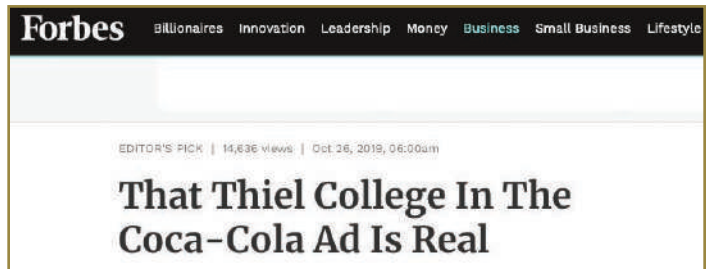 Forbes Billionaires Innovation Leadership Money Business Small Business Lifestyle
EDITOR'S PICK | 14,636 views | Oct 26, 2019, 06:00am
That Thiel College In The
Coca-Cola Ad Is Real